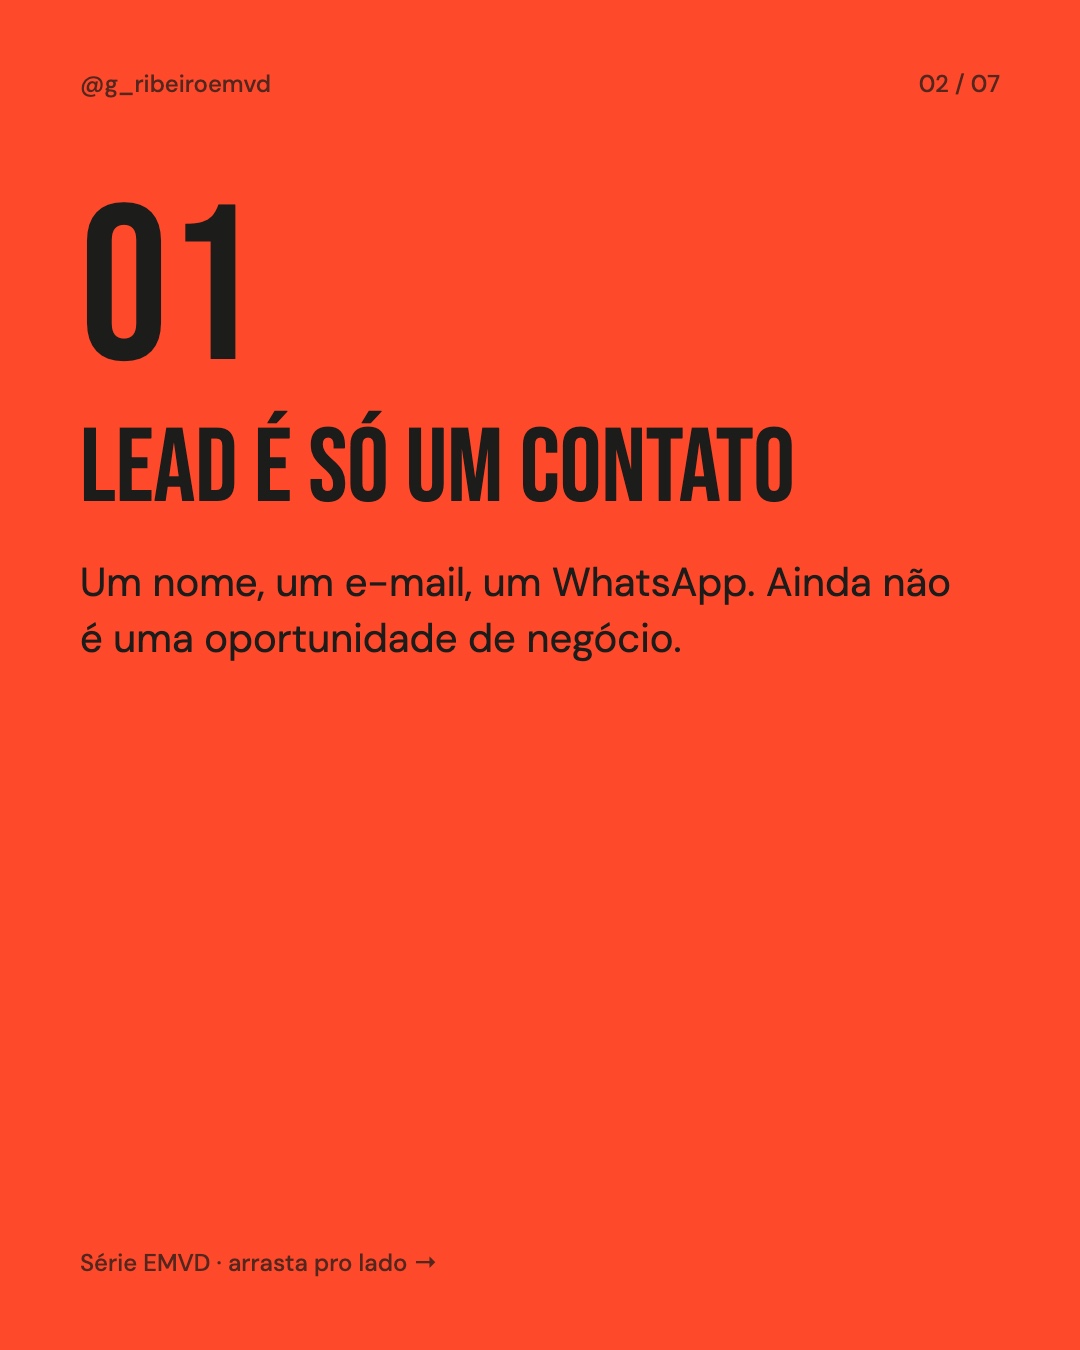 @g_ribeiroemvd
02 / 07
01
LEAD É SÓ UM CONTATO
Um nome, um e-mail, um WhatsApp. Ainda não
é uma oportunidade de negócio.
Série EMVD · arrasta pro lado →